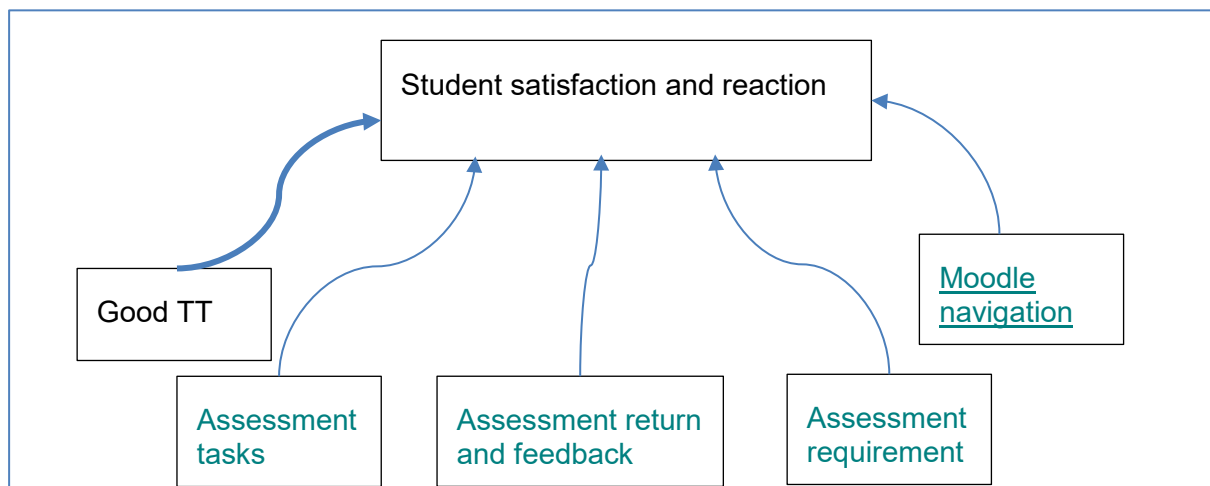 Student satisfaction and reaction
Good TT
Moodle
navigation
Assessment
tasks
Assessment return
and feedback
Assessment
requirement